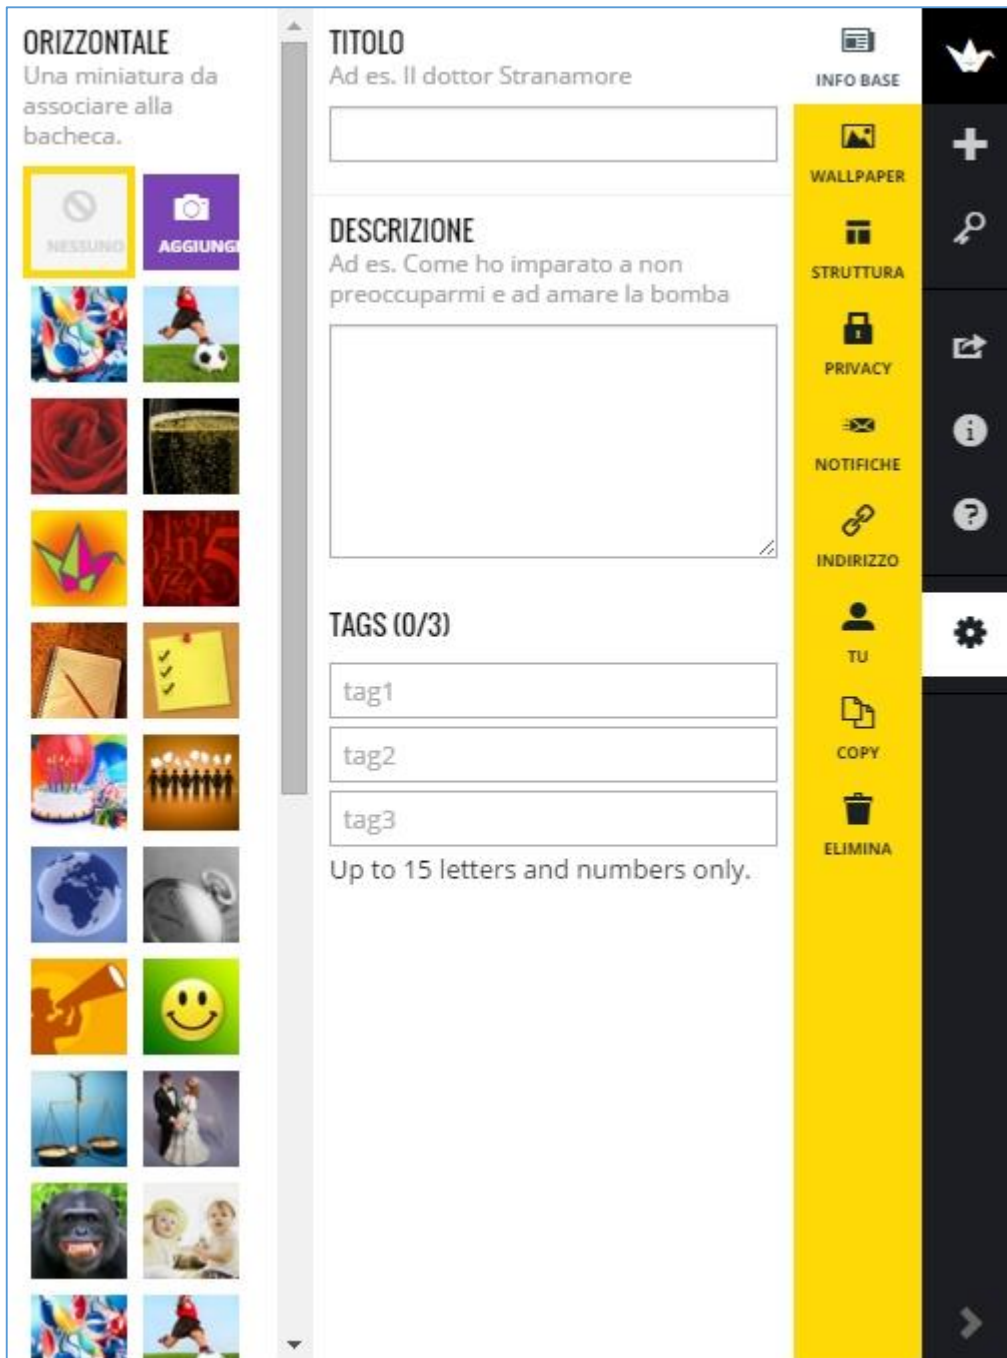 ORIZZONTALE
Una miniatura da
associare alla
bacheca.
NESSUNO
AGGIUNGI
TITOLO
Ad es. Il dottor Stranamore
DESCRIZIONE
Ad es. Come ho imparato a non
preoccuparmi e ad amare la bomba
TAGS (0/3)
tag1
tag2
tag3
Up to 15 letters and numbers only.
INFO BASE
WALLPAPER
STRUTTURA
PRIVACY
NOTIFICHE
INDIRIZZO
TU
COPY
ELIMINA